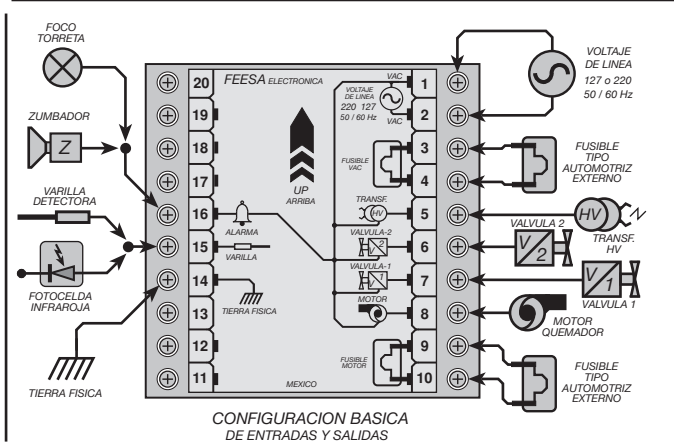 FOCO
TORRETA
ZUMBADOR
Z
VARILLA
DETECTORA
FOTOCELDA
INFRAROJA
TIERRA FISICA
20
19
18
17
16
15
14
13
12
11
FEESA ELECTRONICA
UP
ARRIBA
ALARMA
VARILLA
TIERRA FISICA
MEXICO
VAC
VOLTAJE
DE LINEA
220 127
50 / 60 Hz
VAC
FUSIBLE
VAC
TRANSF.
HV
VALVULA-2
V 2
VALVULA-1
V 1
MOTOR
FUSIBLE
MOTOR
1
2
3
4
5
6
7
8
9
10
VOLTAJE
DE LINEA
127 o 220
50 / 60 Hz
FUSIBLE
TIPO
AUTOMOTRIZ
EXTERNO
HV
TRANSF.
HV
VALVULA 2
V
2
V
1
VALVULA 1
MOTOR
QUEMADOR
FUSIBLE
TIPO
AUTOMOTRIZ
EXTERNO
CONFIGURACION BASICA
DE ENTRADAS Y SALIDAS